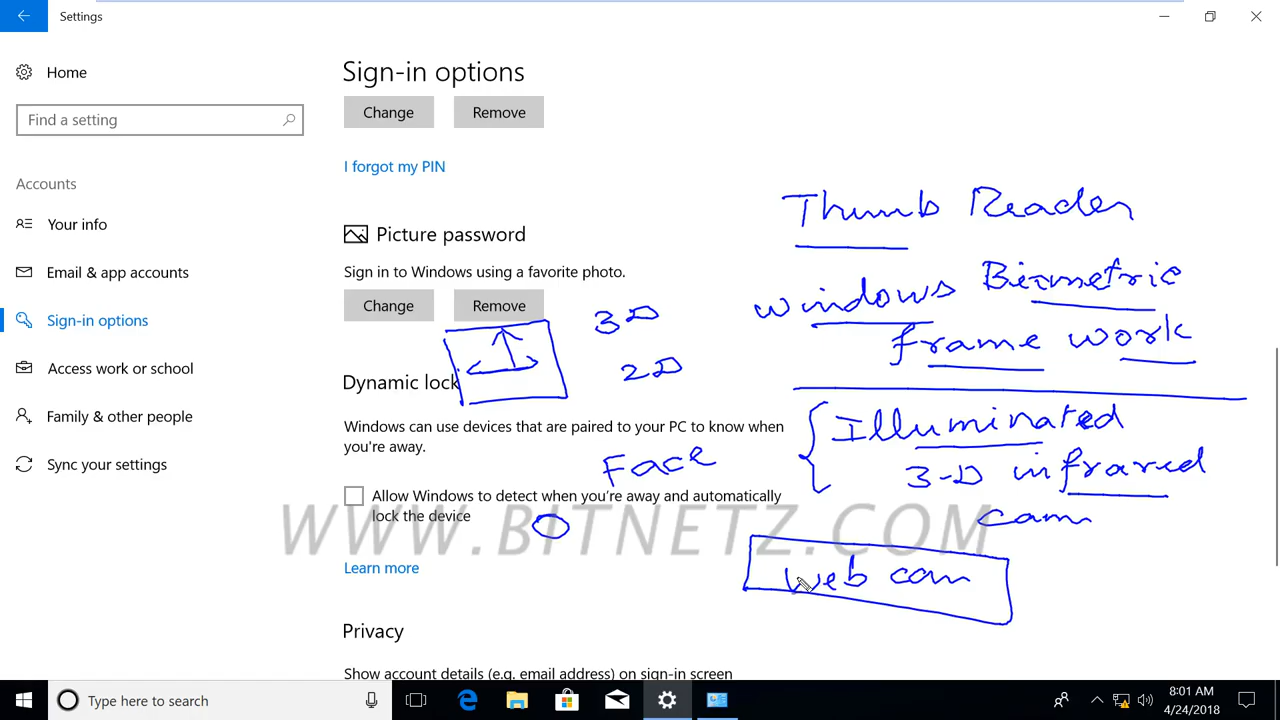 Settings
Home
Find a setting
Accounts
Your info
Email & app accounts
Sign-in options
Access work or school
Family & other people
Sync your settings
Sign-in options
Change Remove
I forgot my PIN
Picture password
Sign in to Windows using a favorite photo.
Change Remove
Dynamic lock
Windows can use devices that are paired to your PC to know when
you're away.
Allow Windows to detect when you're away and automatically
lock the device
Learn more
Privacy
Show account details (e.g. email address) on sign-in screen
Thumb Reader
Windows Biometric
frame work
3D
2D
Illuminated
3-D infrared
cam
Face
web cam
WWW.BITNETZ.COM
Type here to search
8:01 AM
4/24/2018